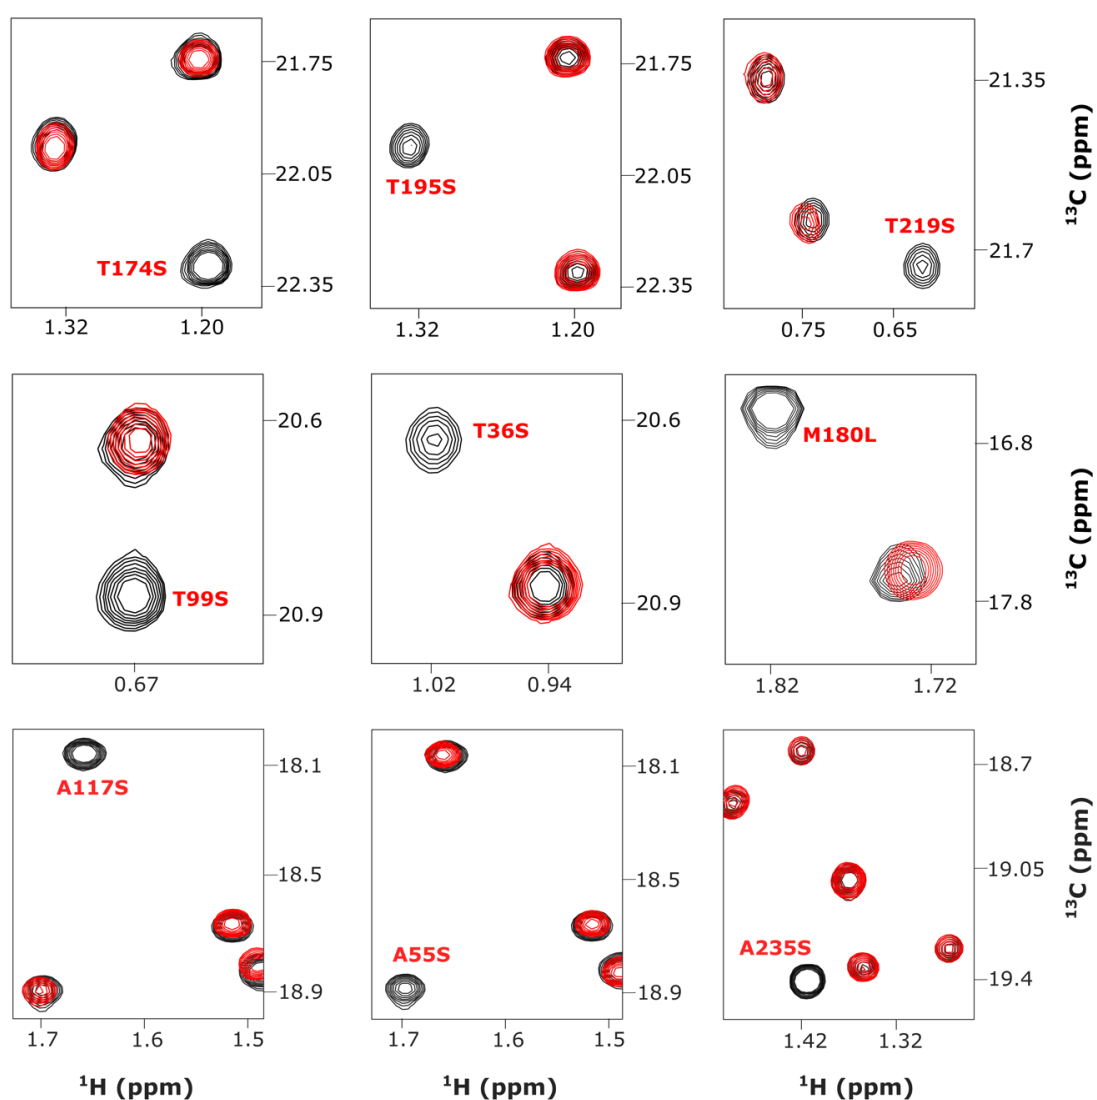 21.75
22.05
T174S
22.35
1.32 1.20
21.75
22.05
T195S
22.35
1.32 1.20
21.35
T219S
21.7
0.75 0.65
¹³C (ppm)
20.6
T99S
20.9
0.67
20.6
T36S
20.9
1.02 0.94
16.8
M180L
17.8
1.82 1.72
¹³C (ppm)
18.1
A117S
18.5
18.9
1.7 1.6 1.5
¹H (ppm)
18.1
18.5
A55S
18.9
1.7 1.6 1.5
¹H (ppm)
18.7
19.05
A235S
19.4
1.42 1.32
¹H (ppm)
¹³C (ppm)